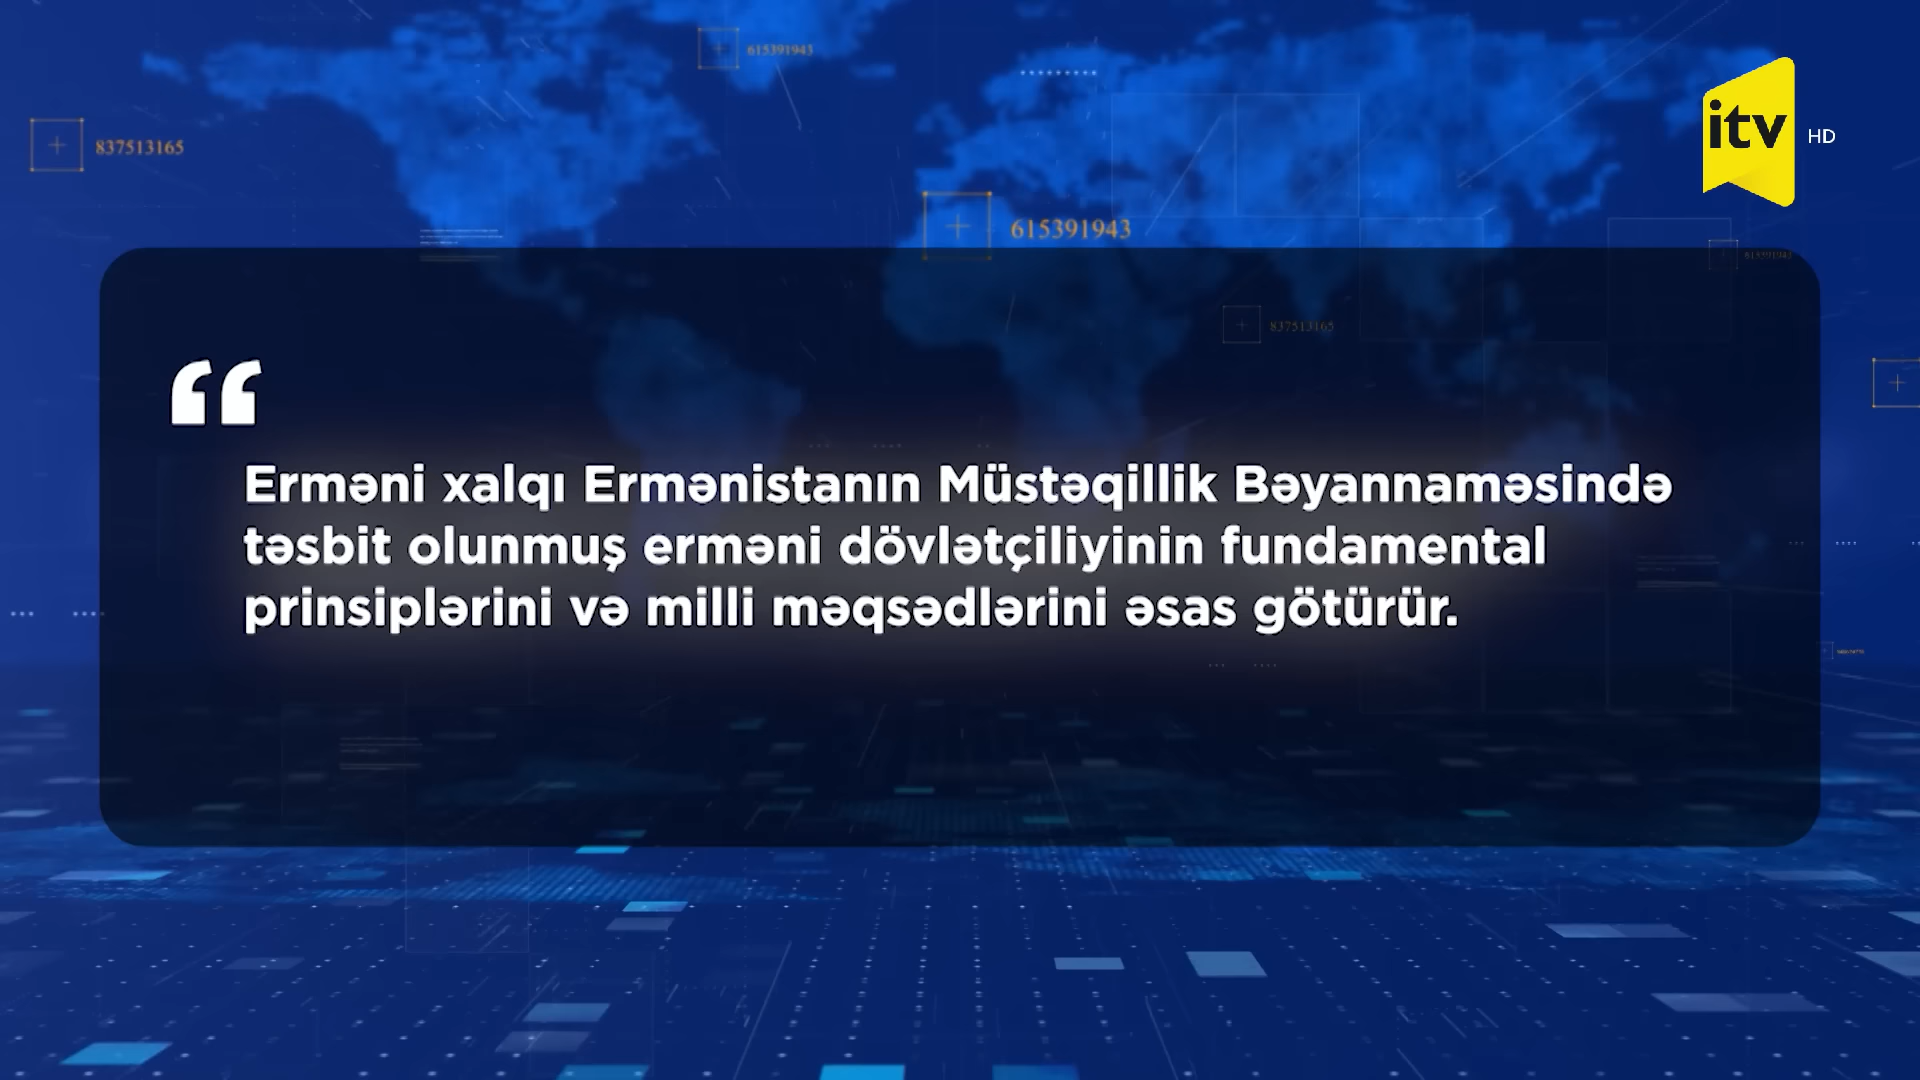 615391943
837513165
itv HD
615391943
615391943
837513165
“
Erməni xalqı Ermənistanın Müstəqillik Bəyannaməsində
təsbit olunmuş erməni dövlətçiliyinin fundamental
prinsiplərini və milli məqsədlərini əsas götürür.